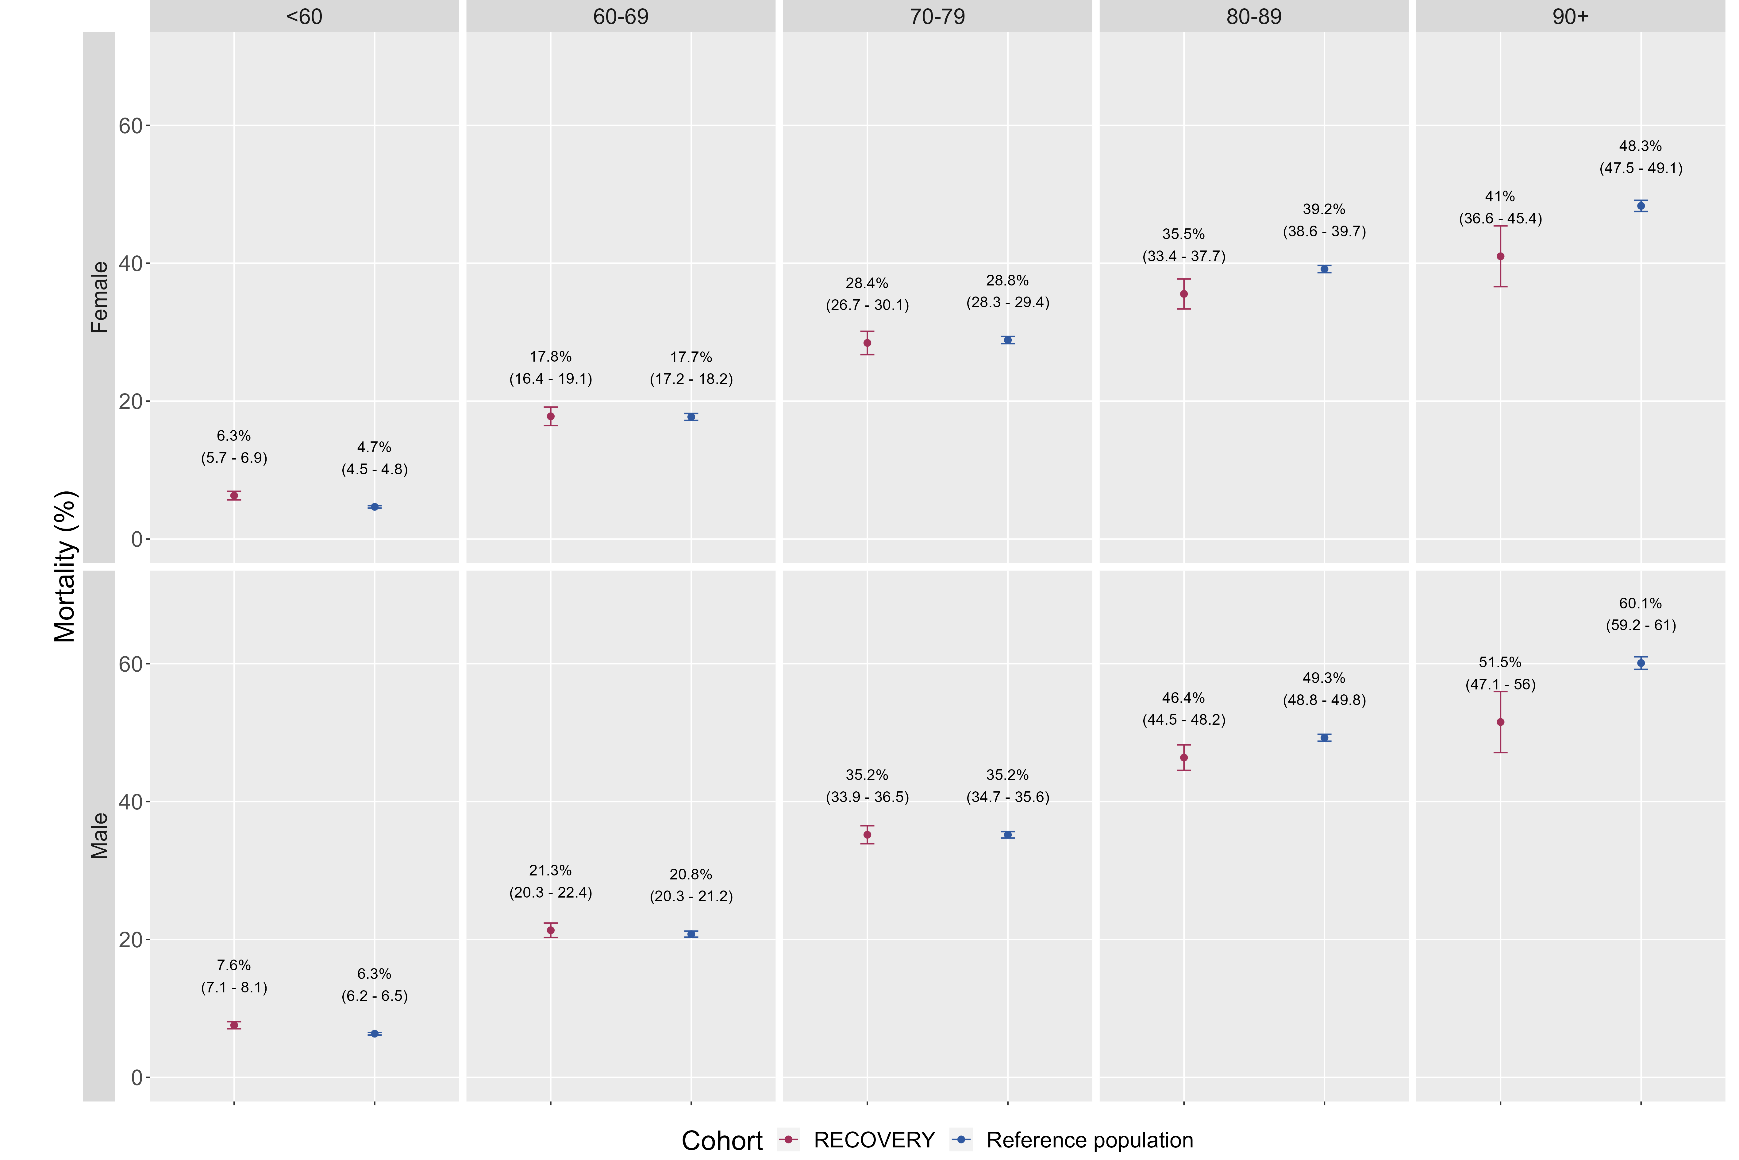 <60 60-69 70-79 80-89 90+
Mortality (%)
Female
60
40
20
0
6.3%
(5.7 - 6.9)
4.7%
(4.5 - 4.8)
17.8%
(16.4 - 19.1)
17.7%
(17.2 - 18.2)
28.4%
(26.7 - 30.1)
28.8%
(28.3 - 29.4)
35.5%
(33.4 - 37.7)
39.2%
(38.6 - 39.7)
41%
(36.6 - 45.4)
48.3%
(47.5 - 49.1)
Male
60
40
20
0
7.6%
(7.1 - 8.1)
6.3%
(6.2 - 6.5)
21.3%
(20.3 - 22.4)
20.8%
(20.3 - 21.2)
35.2%
(33.9 - 36.5)
35.2%
(34.7 - 35.6)
46.4%
(44.5 - 48.2)
49.3%
(48.8 - 49.8)
51.5%
(47.1 - 56)
60.1%
(59.2 - 61)
Cohort RECOVERY Reference population